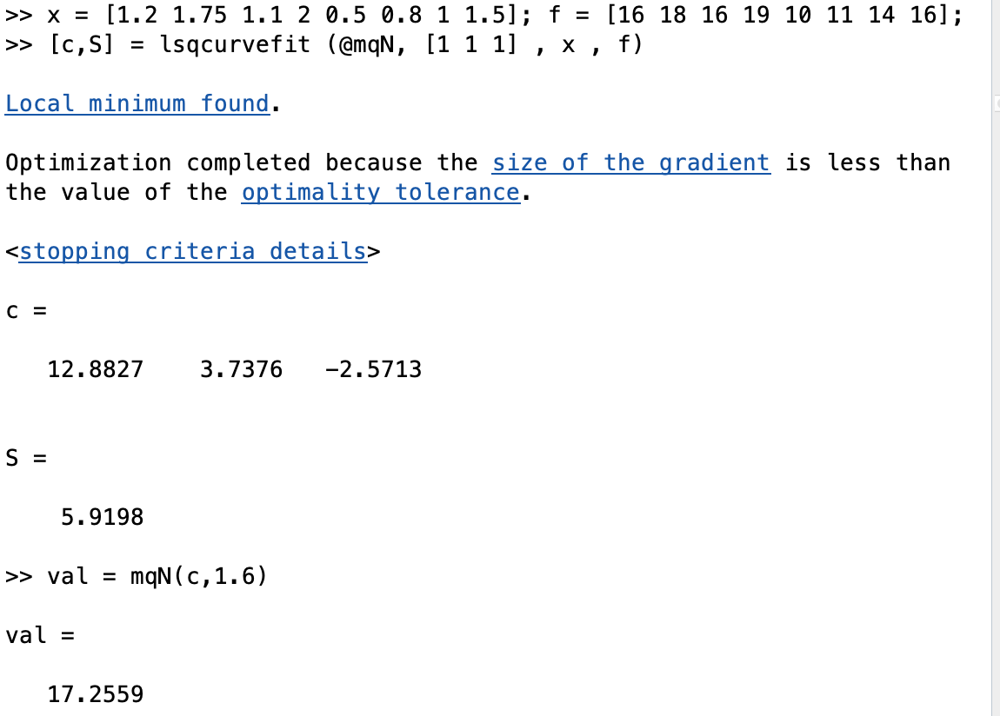 >> x = [1.2 1.75 1.1 2 0.5 0.8 1 1.5]; f = [16 18 16 19 10 11 14 16];
>> [c,S] = lsqcurvefit (@mqN, [1 1 1] , x , f)
Local minimum found.
Optimization completed because the size of the gradient is less than
the value of the optimality tolerance.
<stopping criteria details>
c =
12.8827 3.7376 -2.5713
S =
5.9198
>> val = mqN(c,1.6)
val =
17.2559